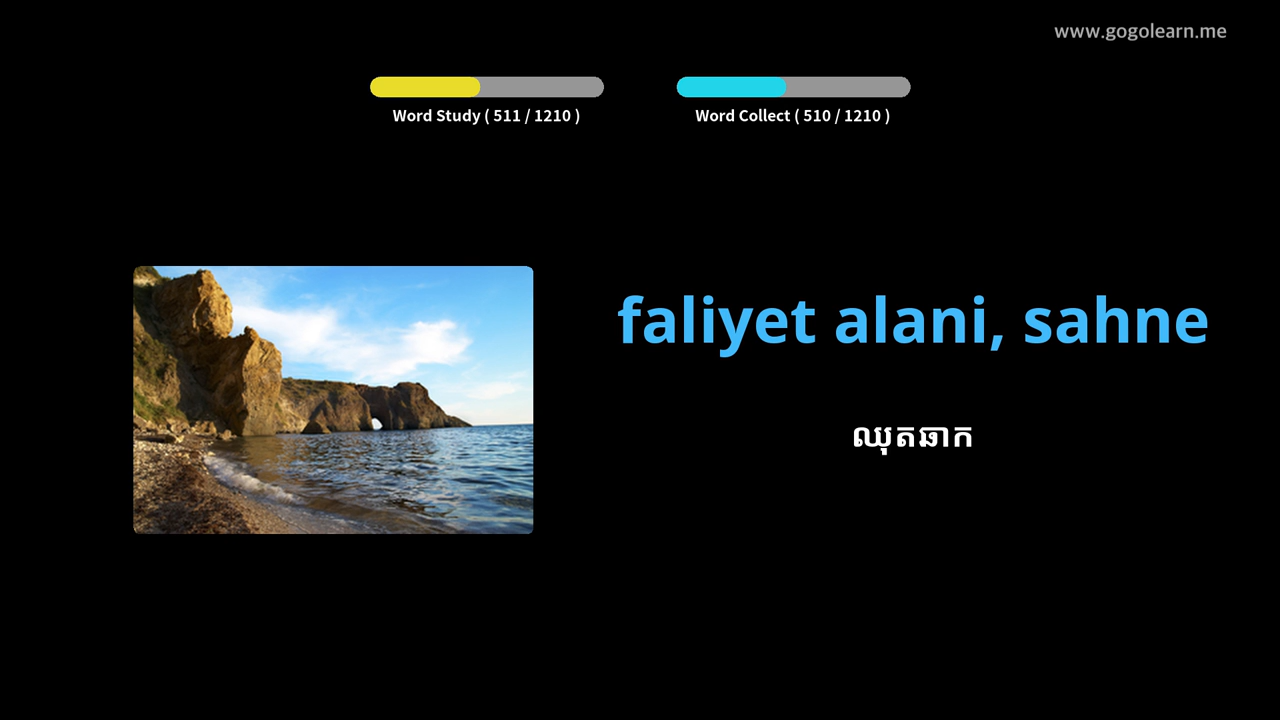 www.gogolearn.me
Word Study ( 511 / 1210 )
Word Collect ( 510 / 1210 )
faliyet alani, sahne
ឈុតឆាក